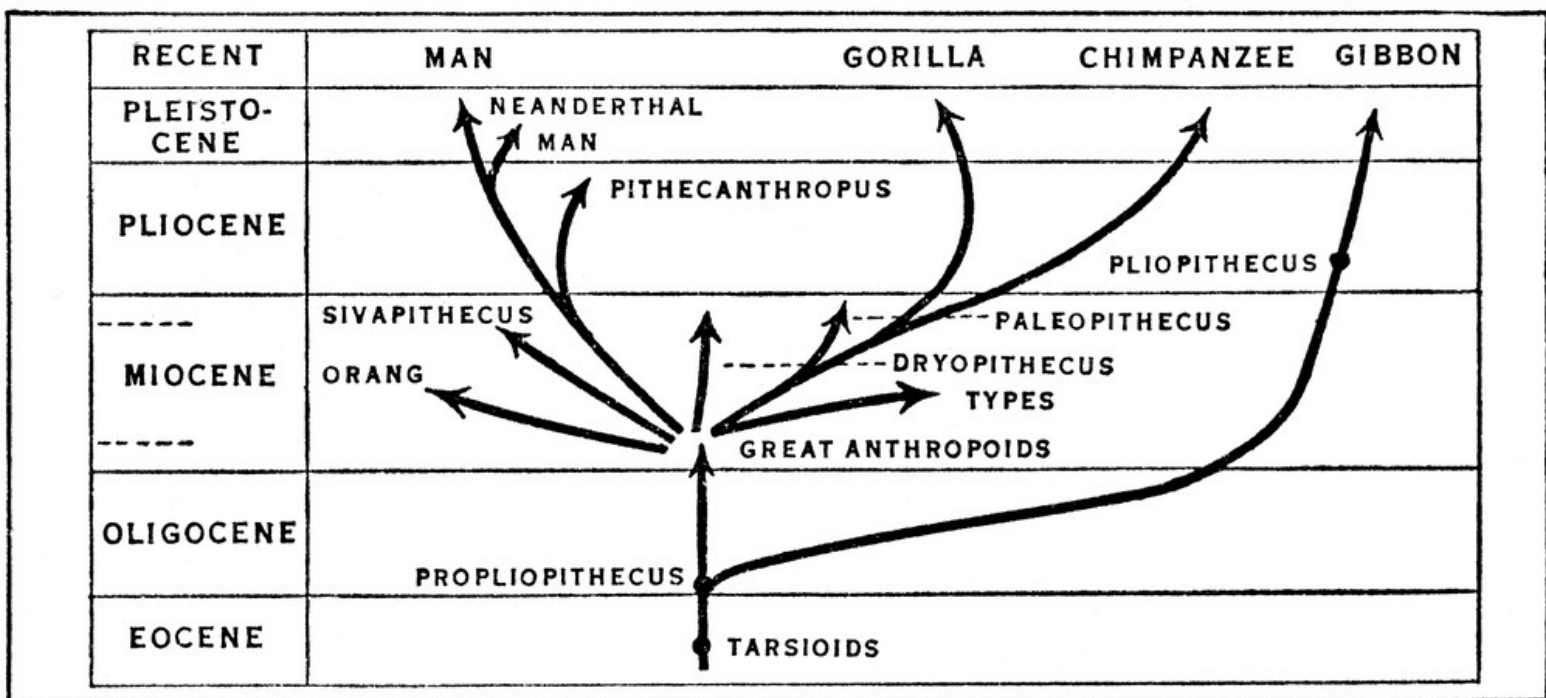 RECENT MAN GORILLA CHIMPANZEE GIBBON
PLEISTO-
CENE
NEANDERTHAL
MAN
PLIOCENE
PITHECANTHROPUS
PLIOPITHECUS
MIOCENE
SIVAPITHECUS
PALEOPITHECUS
ORANG
DRYOPITHECUS
TYPES
GREAT ANTHROPOIDS
OLIGOCENE
PROPLIOPITHECUS
EOCENE
TARSIOIDS